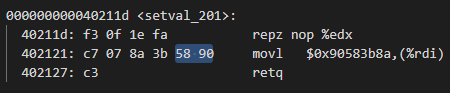 000000000040211d <setval_201>:
40211d: f3 0f 1e fa repz nop %edx
402121: c7 07 8a 3b 58 90 movl $0x90583b8a,(%rdi)
402127: c3 retq